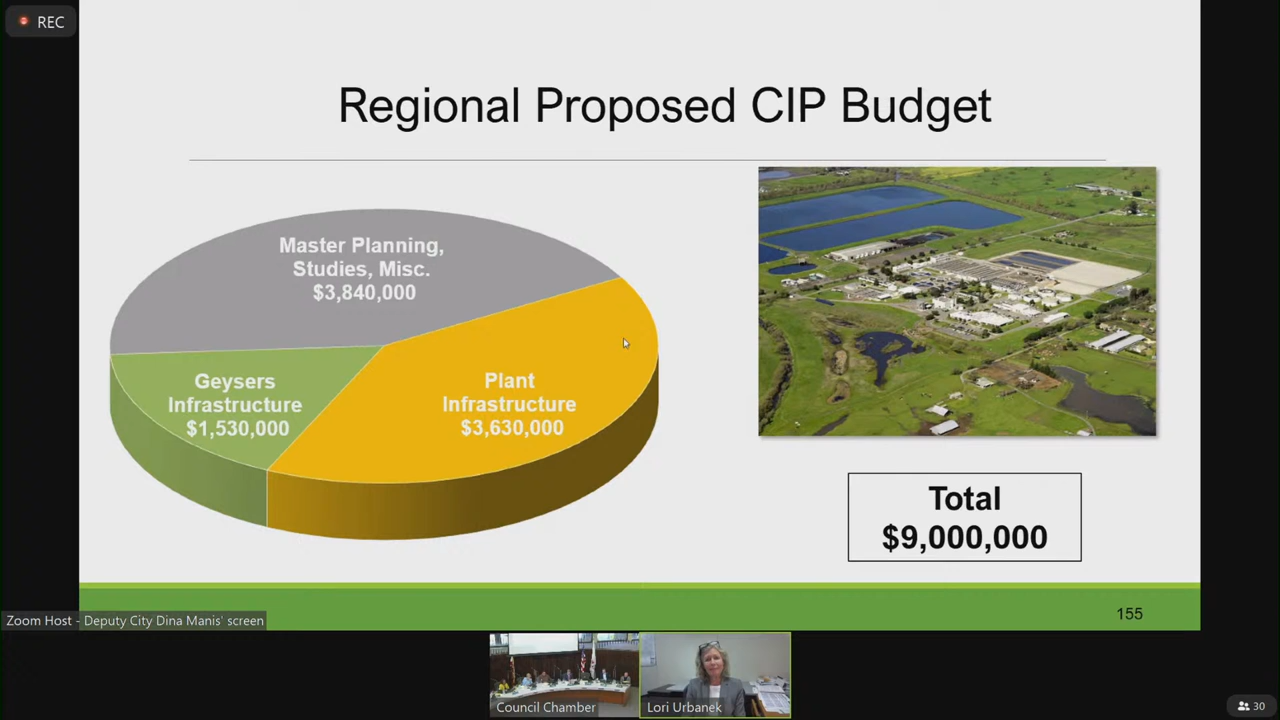 REC
Regional Proposed CIP Budget
Master Planning,
Studies, Misc.
$3,840,000
Geysers
Infrastructure
$1,530,000
Plant
Infrastructure
$3,630,000
Total
$9,000,000
155
Zoom Host - Deputy City Dina Manis' screen
Council Chamber
Lori Urbanek
30